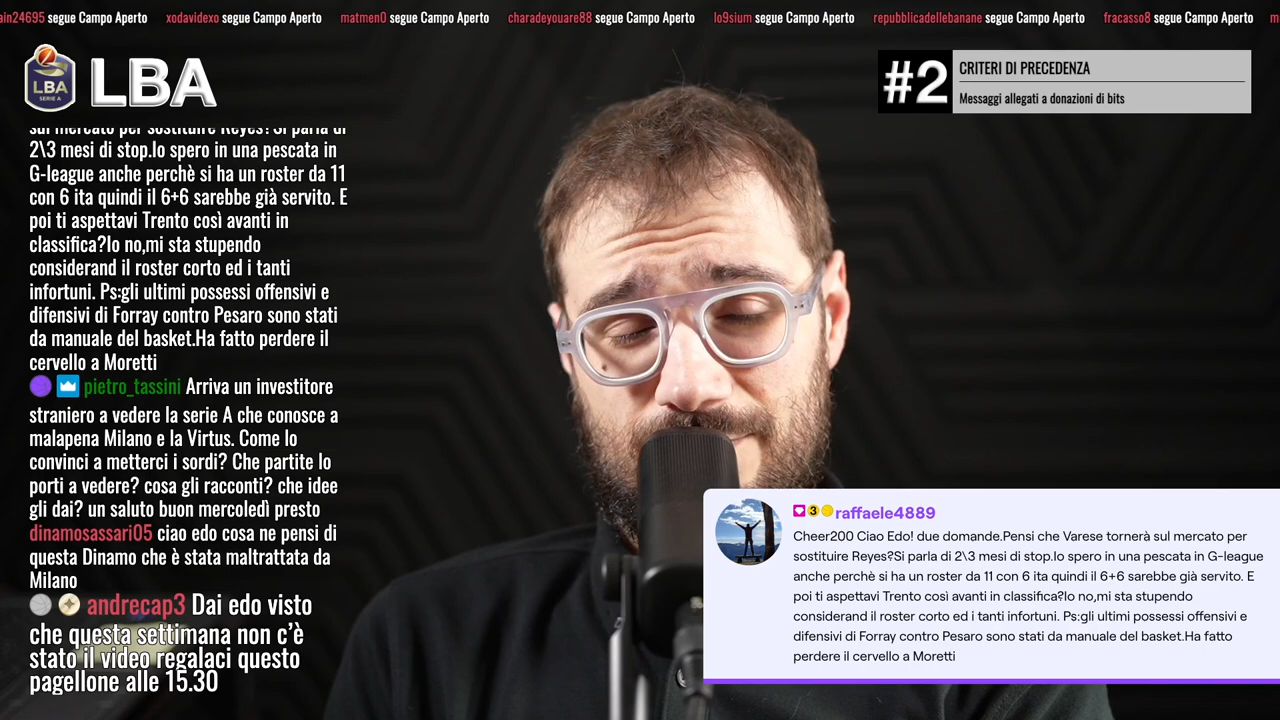 ain24695 segue Campo Aperto xodavidexo segue Campo Aperto matmen0 segue Campo Aperto charadeyouare88 segue Campo Aperto lo9sium segue Campo Aperto repubblicadellebanane segue Campo Aperto fracasso8 segue Campo Aperto
LBA
SERIE A
LBA
#2
CRITERI DI PRECEDENZA
Messaggi allegati a donazioni di bits
sul mercato per sostituire Reyes?Si parla di
2\3 mesi di stop.Io spero in una pescata in
G-league anche perchè si ha un roster da 11
con 6 ita quindi il 6+6 sarebbe già servito. E
poi ti aspettavi Trento così avanti in
classifica?Io no,mi sta stupendo
considerand il roster corto ed i tanti
infortuni. Ps:gli ultimi possessi offensivi e
difensivi di Forray contro Pesaro sono stati
da manuale del basket.Ha fatto perdere il
cervello a Moretti
pietro_tassini Arriva un investitore
straniero a vedere la serie A che conosce a
malapena Milano e la Virtus. Come lo
convinci a metterci i sordi? Che partite lo
porti a vedere? cosa gli racconti? che idee
gli dai? un saluto buon mercoledì presto
dinamosassari05 ciao edo cosa ne pensi di
questa Dinamo che è stata maltrattata da
Milano
andrecap3 Dai edo visto
che questa settimana non c'è
stato il video regalaci questo
pagellone alle 15.30
3 raffaele4889
Cheer200 Ciao Edo! due domande.Pensi che Varese tornerà sul mercato per
sostituire Reyes?Si parla di 2\3 mesi di stop.Io spero in una pescata in G-league
anche perchè si ha un roster da 11 con 6 ita quindi il 6+6 sarebbe già servito. E
poi ti aspettavi Trento così avanti in classifica?Io no,mi sta stupendo
considerand il roster corto ed i tanti infortuni. Ps:gli ultimi possessi offensivi e
difensivi di Forray contro Pesaro sono stati da manuale del basket.Ha fatto
perdere il cervello a Moretti